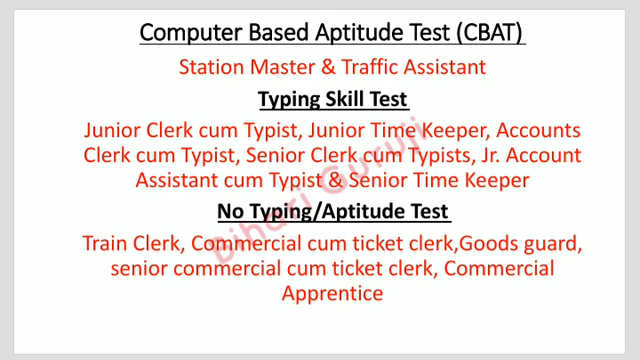 Computer Based Aptitude Test (CBAT)
Station Master & Traffic Assistant
Typing Skill Test
Junior Clerk cum Typist, Junior Time Keeper, Accounts
Clerk cum Typist, Senior Clerk cum Typists, Jr. Account
Assistant cum Typist & Senior Time Keeper
No Typing/Aptitude Test
Train Clerk, Commercial cum ticket clerk,Goods guard,
senior commercial cum ticket clerk, Commercial
Apprentice
Bihari Guruji